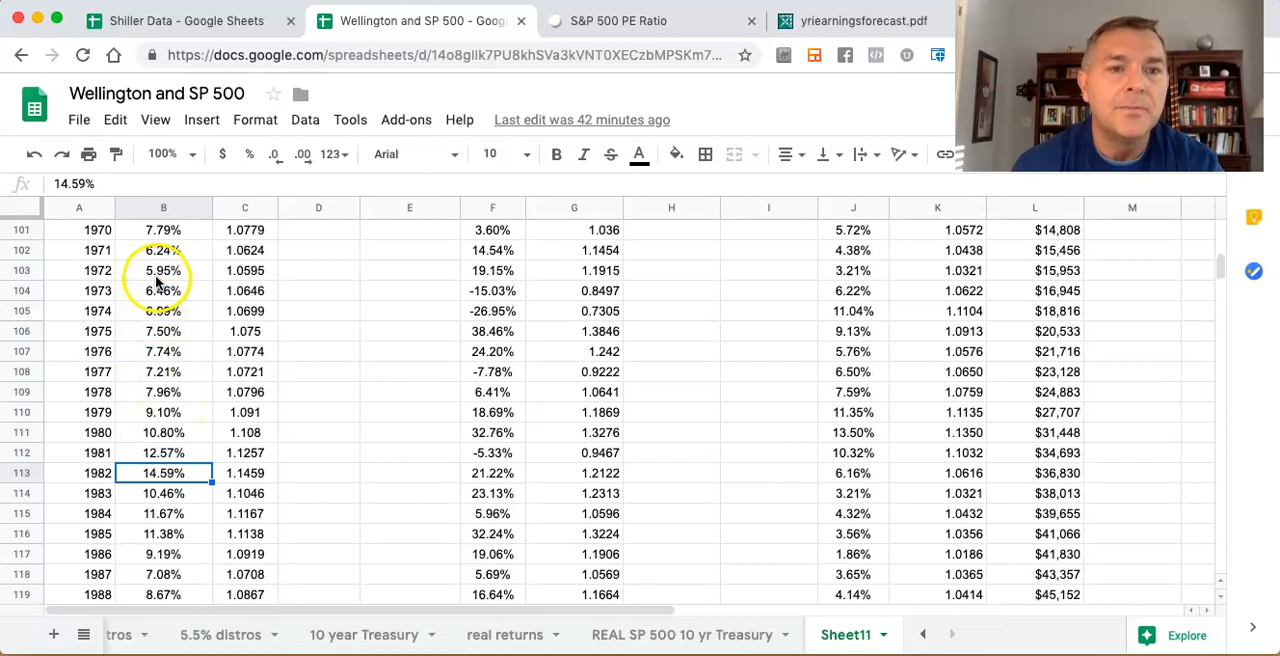 Shiller Data - Google Sheets
Wellington and SP 500 - Goog
S&P 500 PE Ratio
yriearningsforecast.pdf
Wellington and SP 500
File Edit View Insert Format Data Tools Add-ons Help Last edit was 42 minutes ago
100% $ % .0 .00 123 Arial 10 B I S A
fx 14.59%
A B C D E F G H I J K L M
101 1970 7.79% 1.0779 3.60% 1.036 5.72% 1.0572 $14,808
102 1971 6.24% 1.0624 14.54% 1.1454 4.38% 1.0438 $15,456
103 1972 5.95% 1.0595 19.15% 1.1915 3.21% 1.0321 $15,953
104 1973 6.46% 1.0646 -15.03% 0.8497 6.22% 1.0622 $16,945
105 1974 6.99% 1.0699 -26.95% 0.7305 11.04% 1.1104 $18,816
106 1975 7.50% 1.075 38.46% 1.3846 9.13% 1.0913 $20,533
107 1976 7.74% 1.0774 24.20% 1.242 5.76% 1.0576 $21,716
108 1977 7.21% 1.0721 -7.78% 0.9222 6.50% 1.0650 $23,128
109 1978 7.96% 1.0796 6.41% 1.0641 7.59% 1.0759 $24,883
110 1979 9.10% 1.091 18.69% 1.1869 11.35% 1.1135 $27,707
111 1980 10.80% 1.108 32.76% 1.3276 13.50% 1.1350 $31,448
112 1981 12.57% 1.1257 -5.33% 0.9467 10.32% 1.1032 $34,693
113 1982 14.59% 1.1459 21.22% 1.2122 6.16% 1.0616 $36,830
114 1983 10.46% 1.1046 23.13% 1.2313 3.21% 1.0321 $38,013
115 1984 11.67% 1.1167 5.96% 1.0596 4.32% 1.0432 $39,655
116 1985 11.38% 1.1138 32.24% 1.3224 3.56% 1.0356 $41,066
117 1986 9.19% 1.0919 19.06% 1.1906 1.86% 1.0186 $41,830
118 1987 7.08% 1.0708 5.69% 1.0569 3.65% 1.0365 $43,357
119 1988 8.67% 1.0867 16.64% 1.1664 4.14% 1.0414 $45,152
tros 5.5% distros 10 year Treasury real returns REAL SP 500 10 yr Treasury Sheet11 Explore